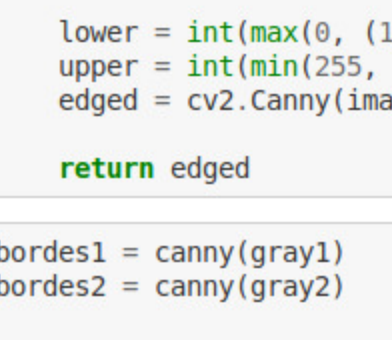 lower = int(max(0, (1
upper = int(min(255,
edged = cv2.Canny(ima
return edged
bordes1 = canny(gray1)
bordes2 = canny(gray2)